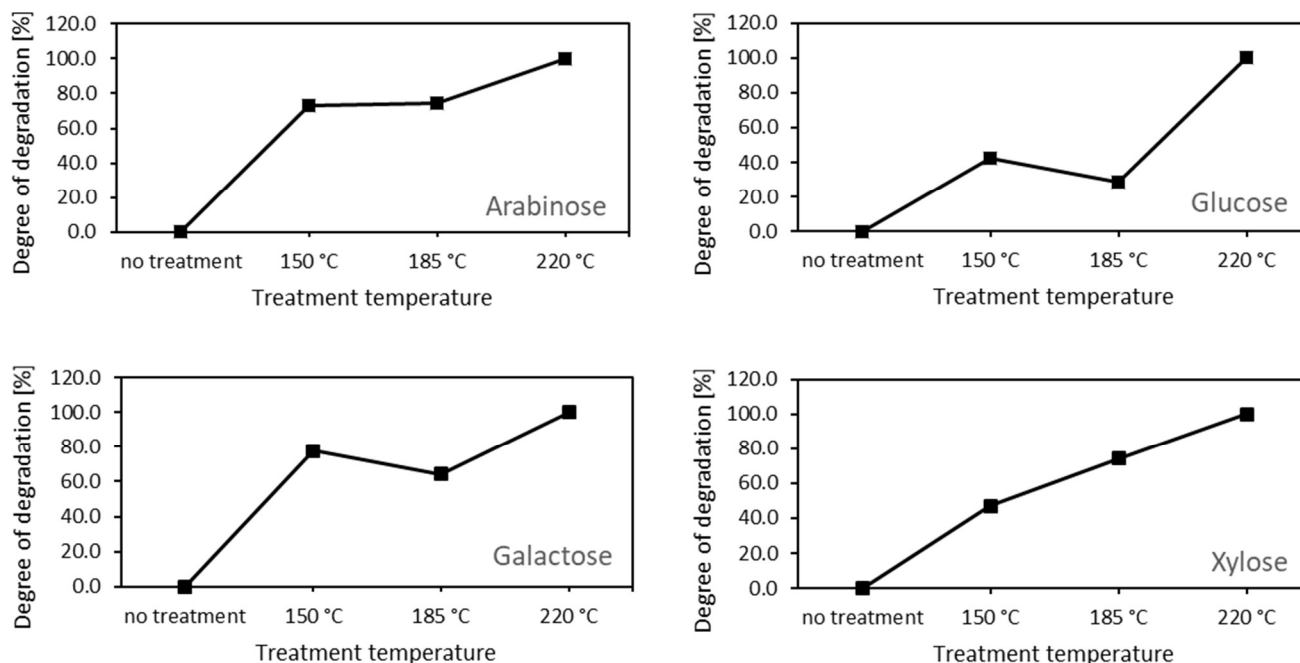 Degree of degradation [%]
120.0
100.0
80.0
60.0
40.0
20.0
0.0
Arabinose
no treatment 150 °C 185 °C 220 °C
Treatment temperature
Degree of degradation [%]
120.0
100.0
80.0
60.0
40.0
20.0
0.0
Glucose
no treatment 150 °C 185 °C 220 °C
Treatment temperature
Degree of degradation [%]
120.0
100.0
80.0
60.0
40.0
20.0
0.0
Galactose
no treatment 150 °C 185 °C 220 °C
Treatment temperature
Degree of degradation [%]
120.0
100.0
80.0
60.0
40.0
20.0
0.0
Xylose
no treatment 150 °C 185 °C 220 °C
Treatment temperature